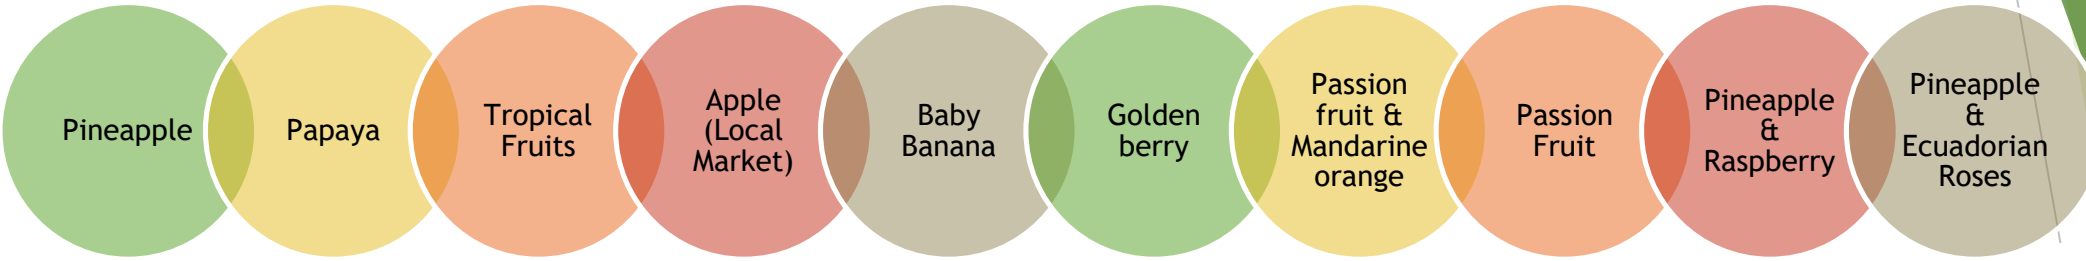 Pineapple
Papaya
Tropical
Fruits
Apple
(Local
Market)
Baby
Banana
Golden
berry
Passion
fruit &
Mandarine
orange
Passion
Fruit
Pineapple
&
Raspberry
Pineapple
&
Ecuadorian
Roses